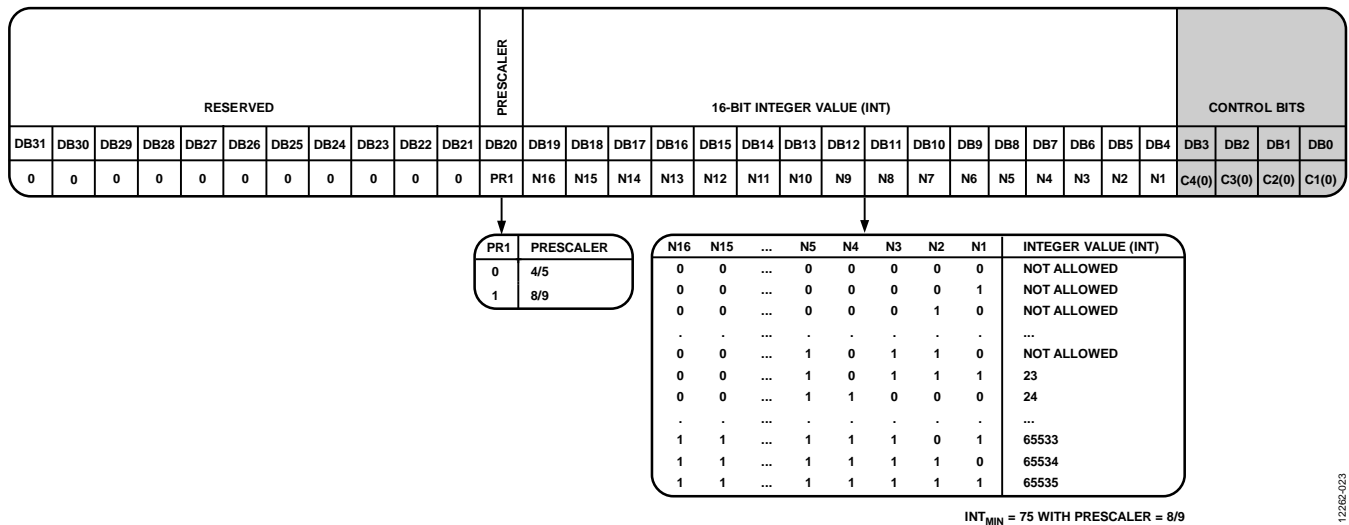 RESERVED PRESCALER 16-BIT INTEGER VALUE (INT) CONTROL BITS
DB31 DB30 DB29 DB28 DB27 DB26 DB25 DB24 DB23 DB22 DB21 DB20 DB19 DB18 DB17 DB16 DB15 DB14 DB13 DB12 DB11 DB10 DB9 DB8 DB7 DB6 DB5 DB4 DB3 DB2 DB1 DB0
0 0 0 0 0 0 0 0 0 0 0 PR1 N16 N15 N14 N13 N12 N11 N10 N9 N8 N7 N6 N5 N4 N3 N2 N1 C4(0) C3(0) C2(0) C1(0)
PR1 PRESCALER
0 4/5
1 8/9
N16 N15 ... N5 N4 N3 N2 N1 INTEGER VALUE (INT)
0 0 ... 0 0 0 0 0 NOT ALLOWED
0 0 ... 0 0 0 0 1 NOT ALLOWED
0 0 ... 0 0 0 1 0 NOT ALLOWED
. . ... . . . . . ...
0 0 ... 1 0 1 1 0 NOT ALLOWED
0 0 ... 1 0 1 1 1 23
0 0 ... 1 1 0 0 0 24
. . ... . . . . . ...
1 1 ... 1 1 1 0 1 65533
1 1 ... 1 1 1 1 0 65534
1 1 ... 1 1 1 1 1 65535
INTMIN = 75 WITH PRESCALER = 8/9
12262-023